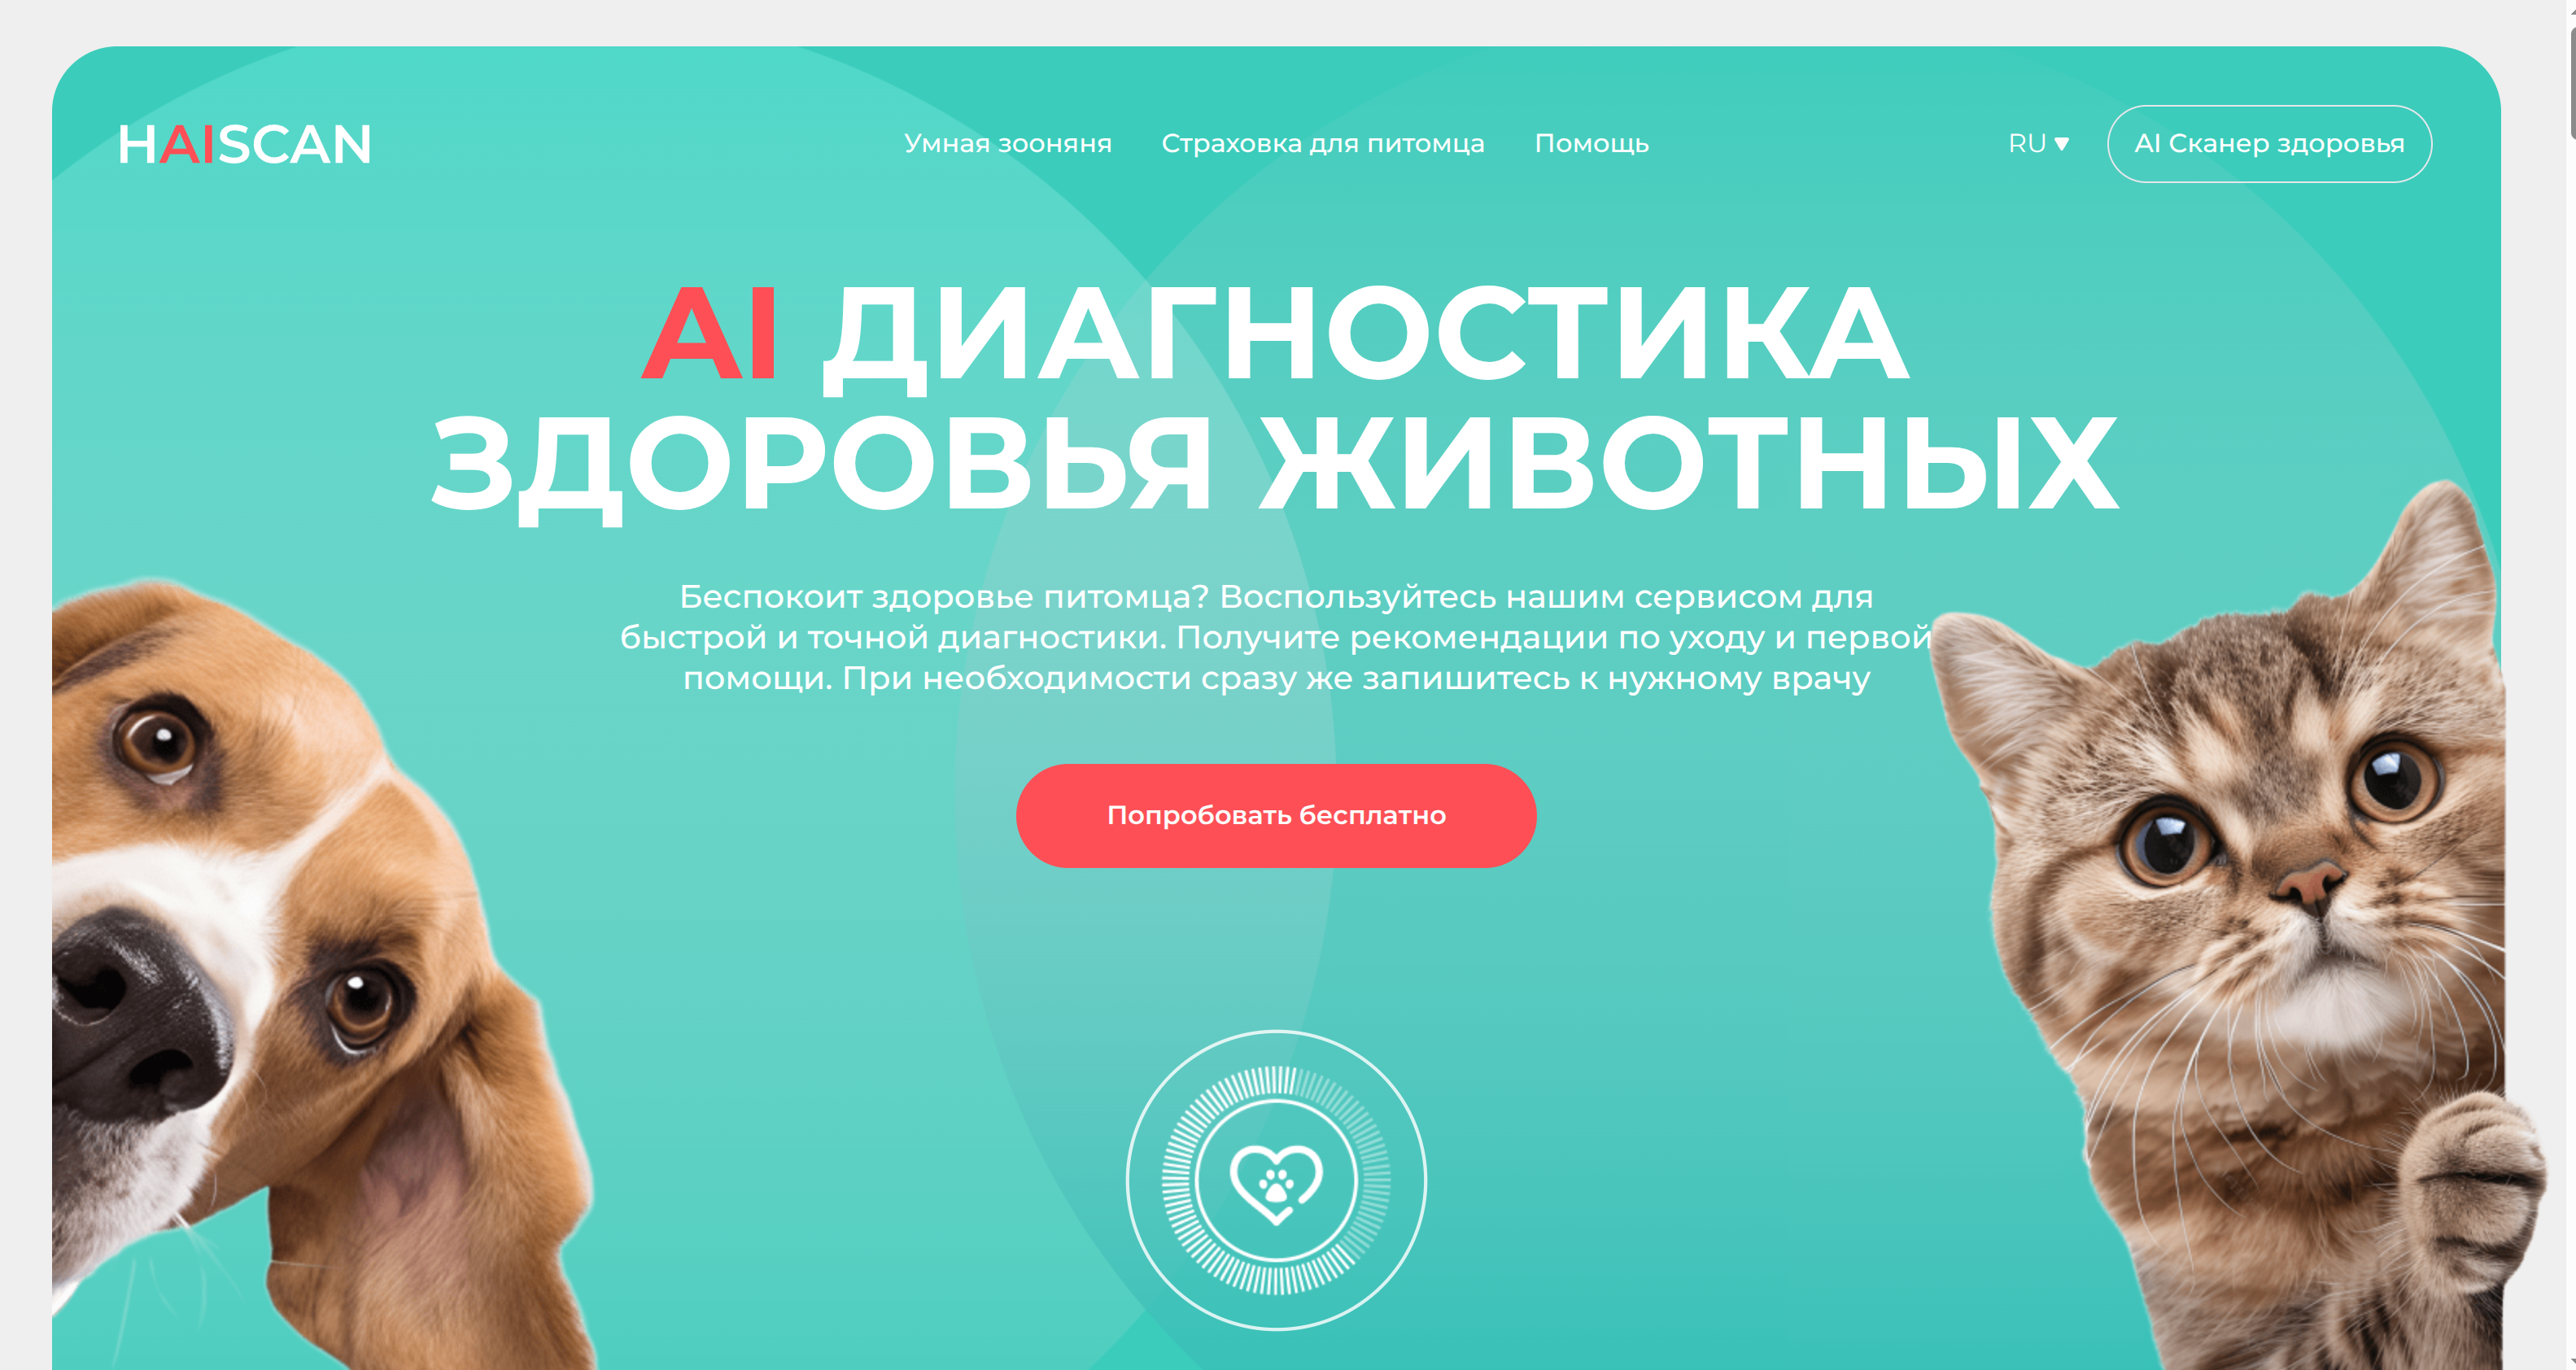 HAISCAN
Умная зооняня
Страховка для питомца
Помощь
RU
AI Сканер здоровья
AI ДИАГНОСТИКА
ЗДОРОВЬЯ ЖИВОТНЫХ
Беспокоит здоровье питомца? Воспользуйтесь нашим сервисом для
быстрой и точной диагностики. Получите рекомендации по уходу и первой
помощи. При необходимости сразу же запишитесь к нужному врачу
Попробовать бесплатно